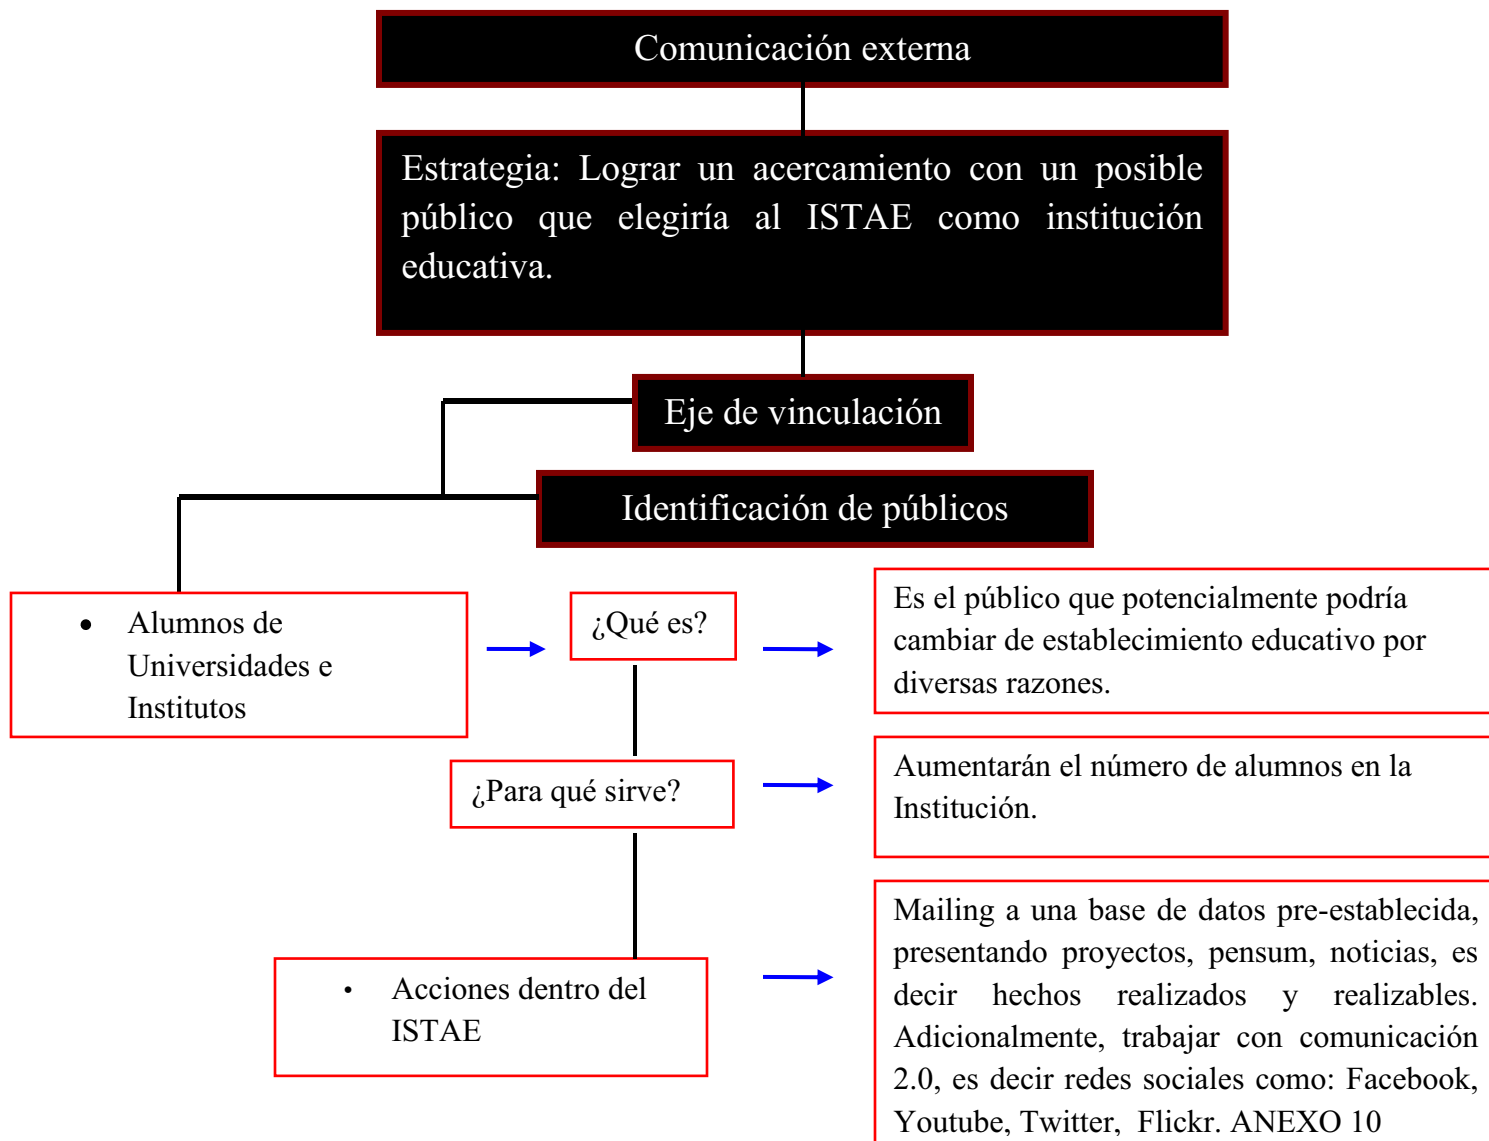 Comunicación externa
Estrategia: Lograr un acercamiento con un posible
público que elegiría al ISTAE como institución
educativa.
Eje de vinculación
Identificación de públicos
• Alumnos de
Universidades e
Institutos
¿Qué es?
Es el público que potencialmente podría
cambiar de establecimiento educativo por
diversas razones.
¿Para qué sirve?
Aumentarán el número de alumnos en la
Institución.
• Acciones dentro del
ISTAE
Mailing a una base de datos pre-establecida,
presentando proyectos, pensum, noticias, es
decir hechos realizados y realizables.
Adicionalmente, trabajar con comunicación
2.0, es decir redes sociales como: Facebook,
Youtube, Twitter, Flickr. ANEXO 10